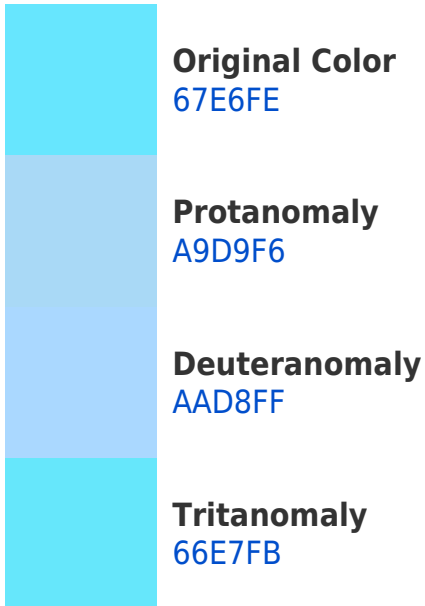 Original Color
67E6FE
Protanomaly
A9D9F6
Deuteranomaly
AAD8FF
Tritanomaly
66E7FB